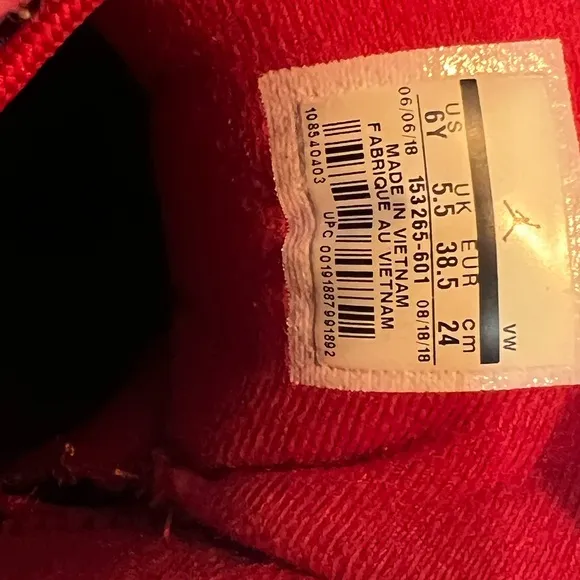 VW
US UK EUR cm
6Y 5.5 38.5 24
06/06/18 153265-601 08/18/18
MADE IN VIETNAM
FABRIQUE AU VIETNAM
UPC 00191887991892
108540403